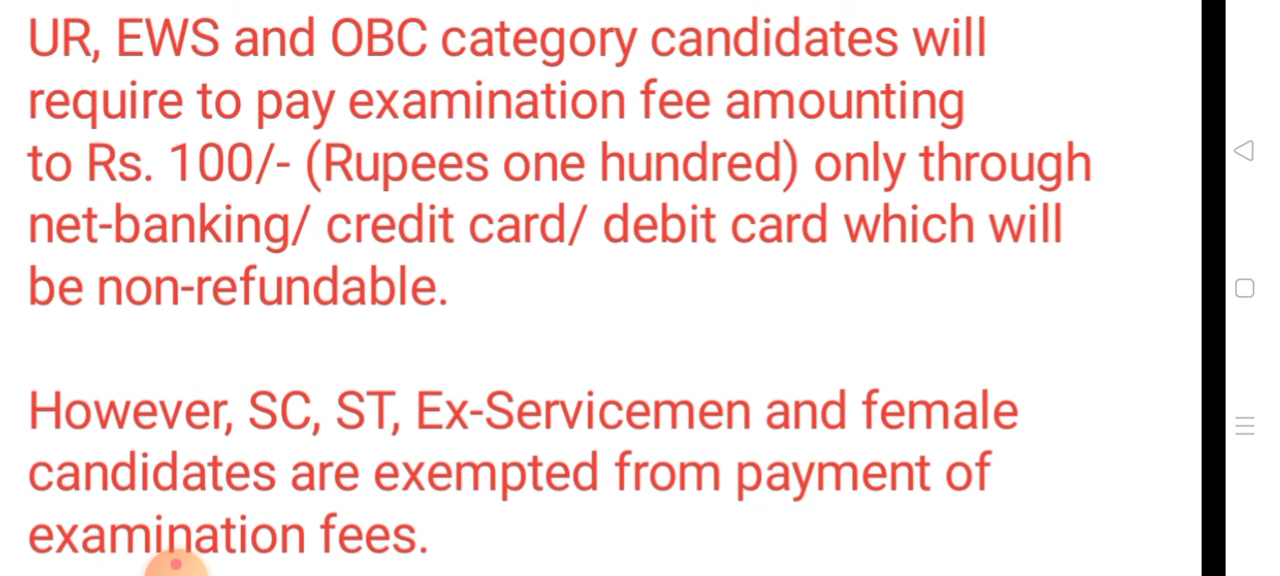 UR, EWS and OBC category candidates will
require to pay examination fee amounting
to Rs. 100/- (Rupees one hundred) only through
net-banking/ credit card/ debit card which will
be non-refundable.
However, SC, ST, Ex-Servicemen and female
candidates are exempted from payment of
examination fees.